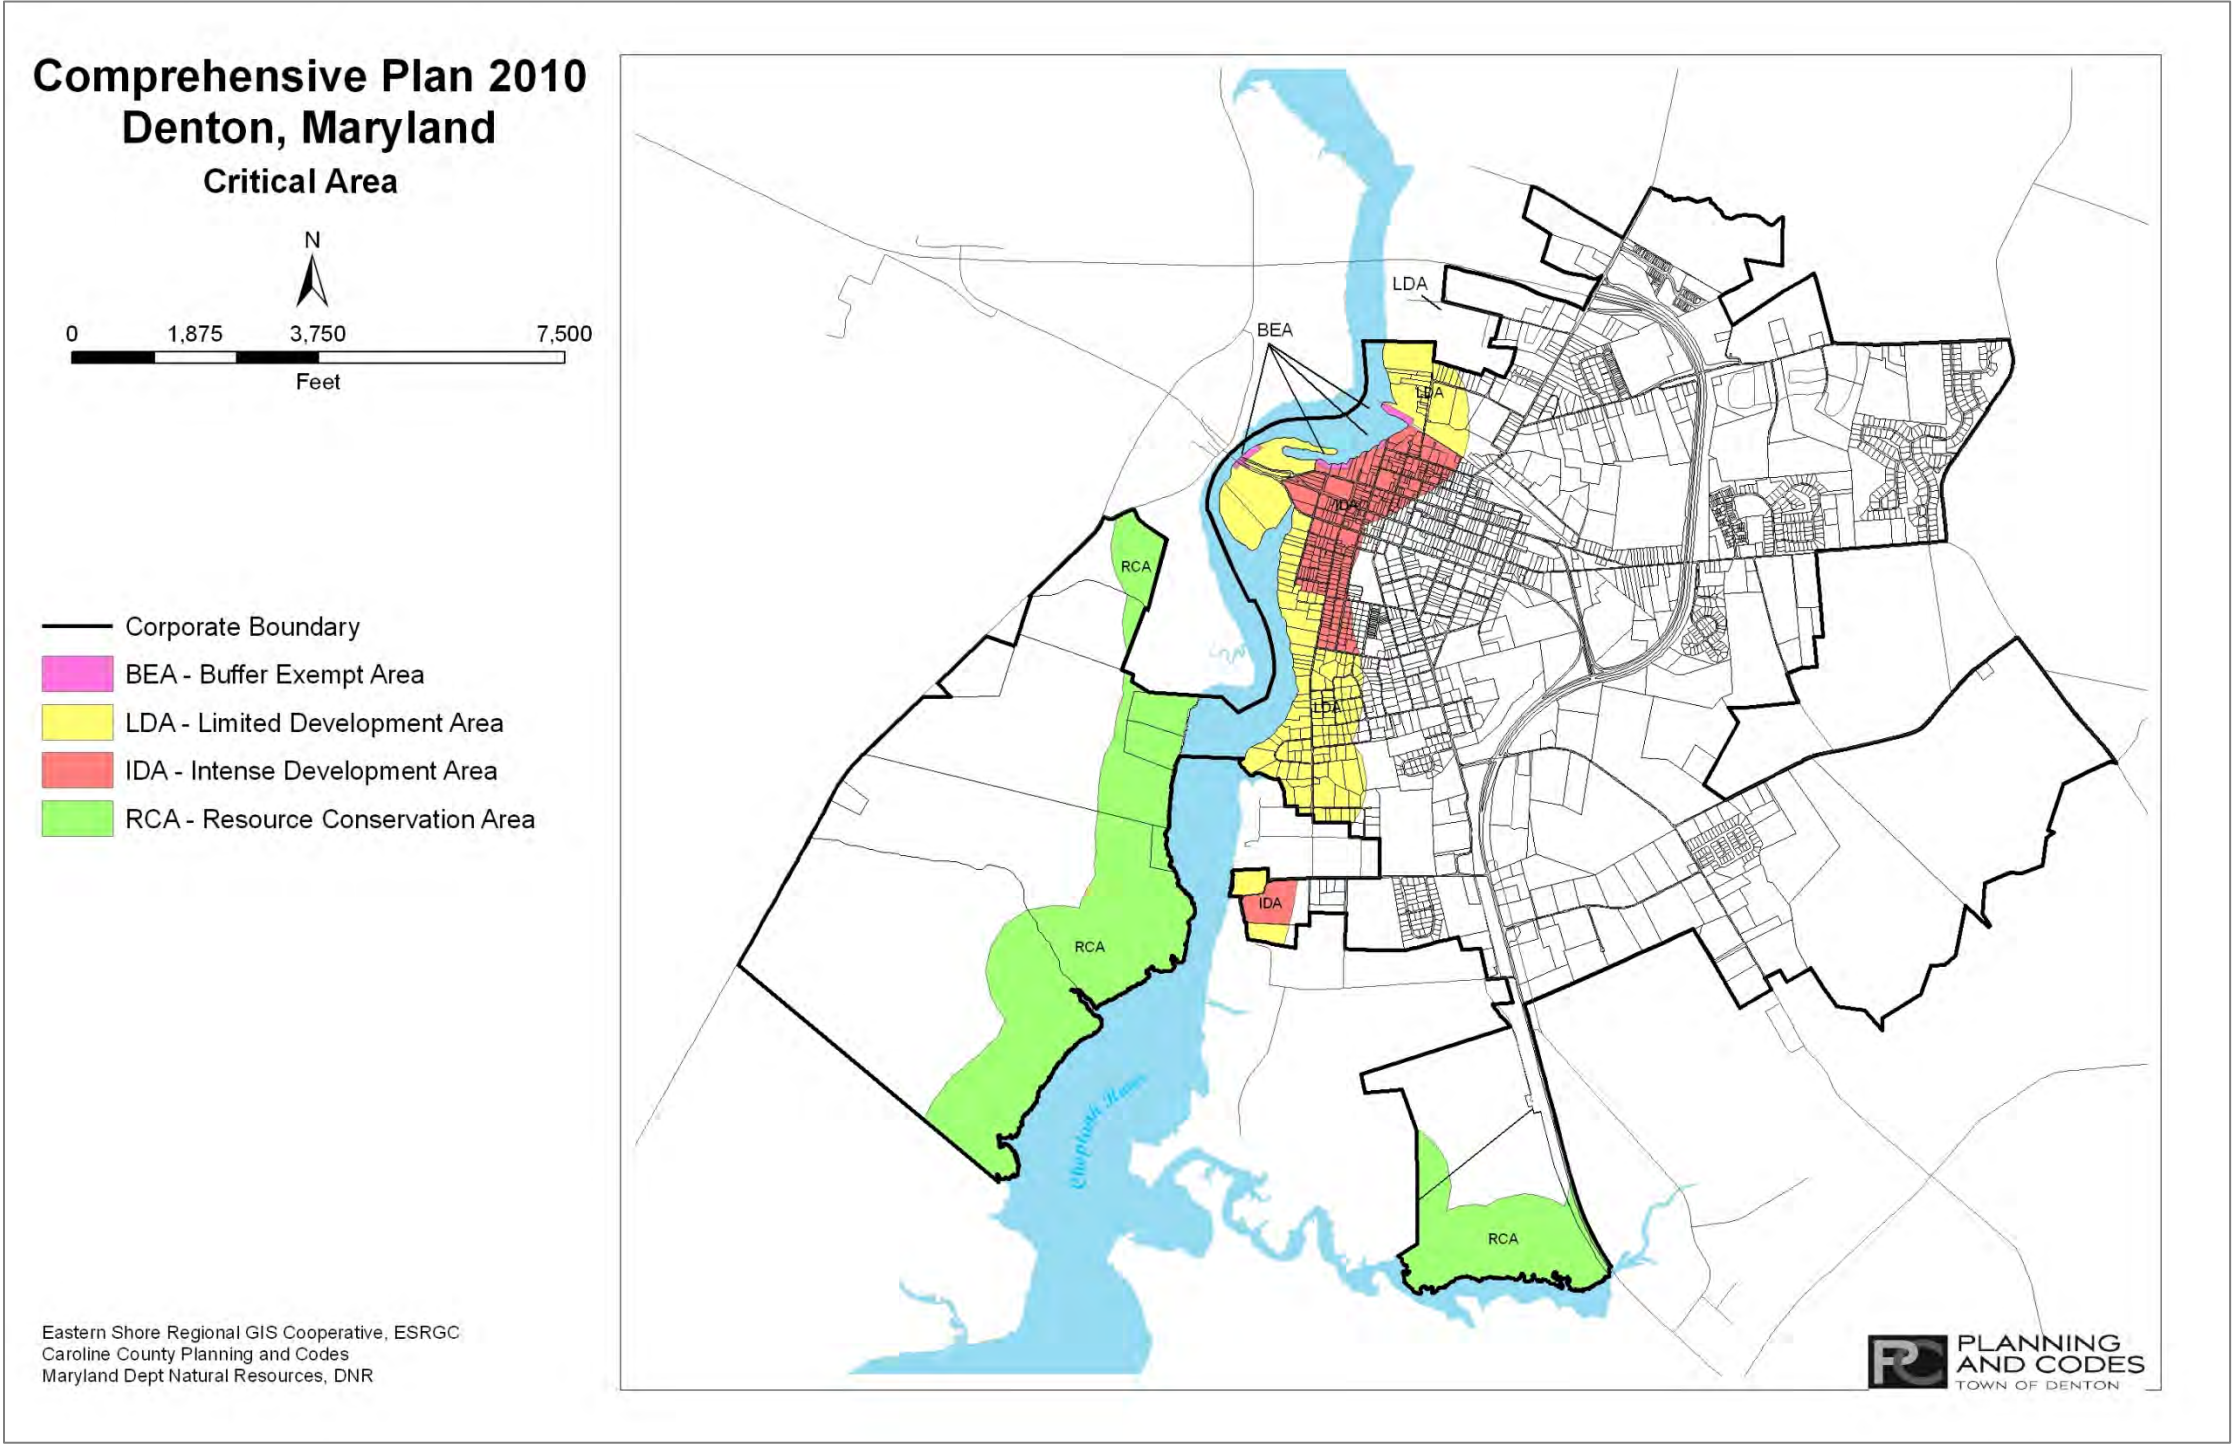 Comprehensive Plan 2010
Denton, Maryland
Critical Area
N
0 1,875 3,750 7,500
Feet
Corporate Boundary
BEA - Buffer Exempt Area
LDA - Limited Development Area
IDA - Intense Development Area
RCA - Resource Conservation Area
LDA
BEA
LDA
IDA
RCA
LDA
IDA
RCA
Choptank River
RCA
Eastern Shore Regional GIS Cooperative, ESRGC
Caroline County Planning and Codes
Maryland Dept Natural Resources, DNR
PC
PLANNING
AND CODES
TOWN OF DENTON